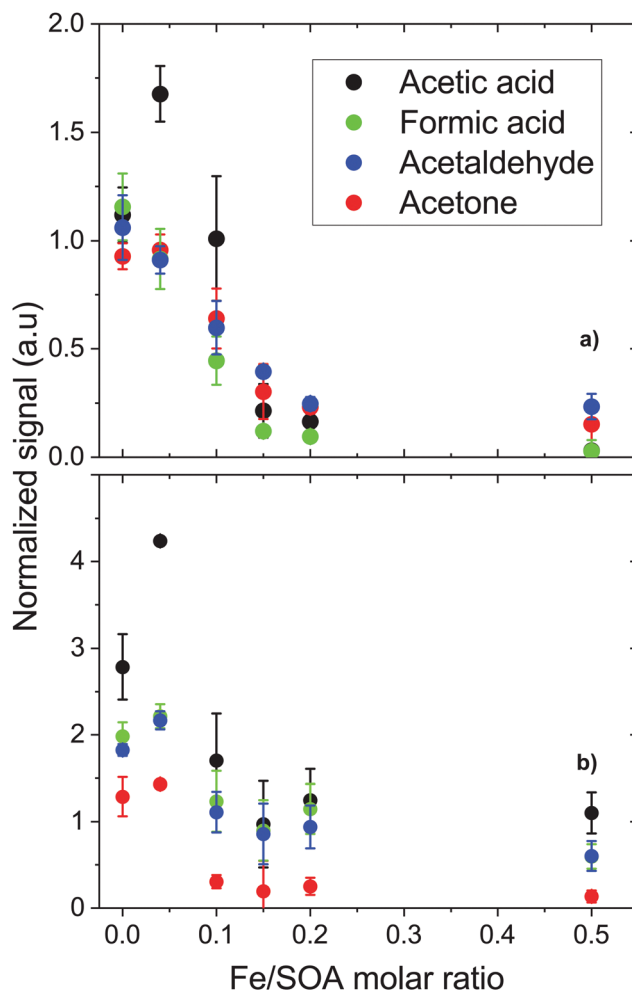 2.0
Acetic acid
Formic acid
Acetaldehyde
Acetone
1.5
1.0
0.5
a)
0.0
Normalized signal (a.u)
4
3
2
b)
1
0
0.0 0.1 0.2 0.3 0.4 0.5
Fe/SOA molar ratio